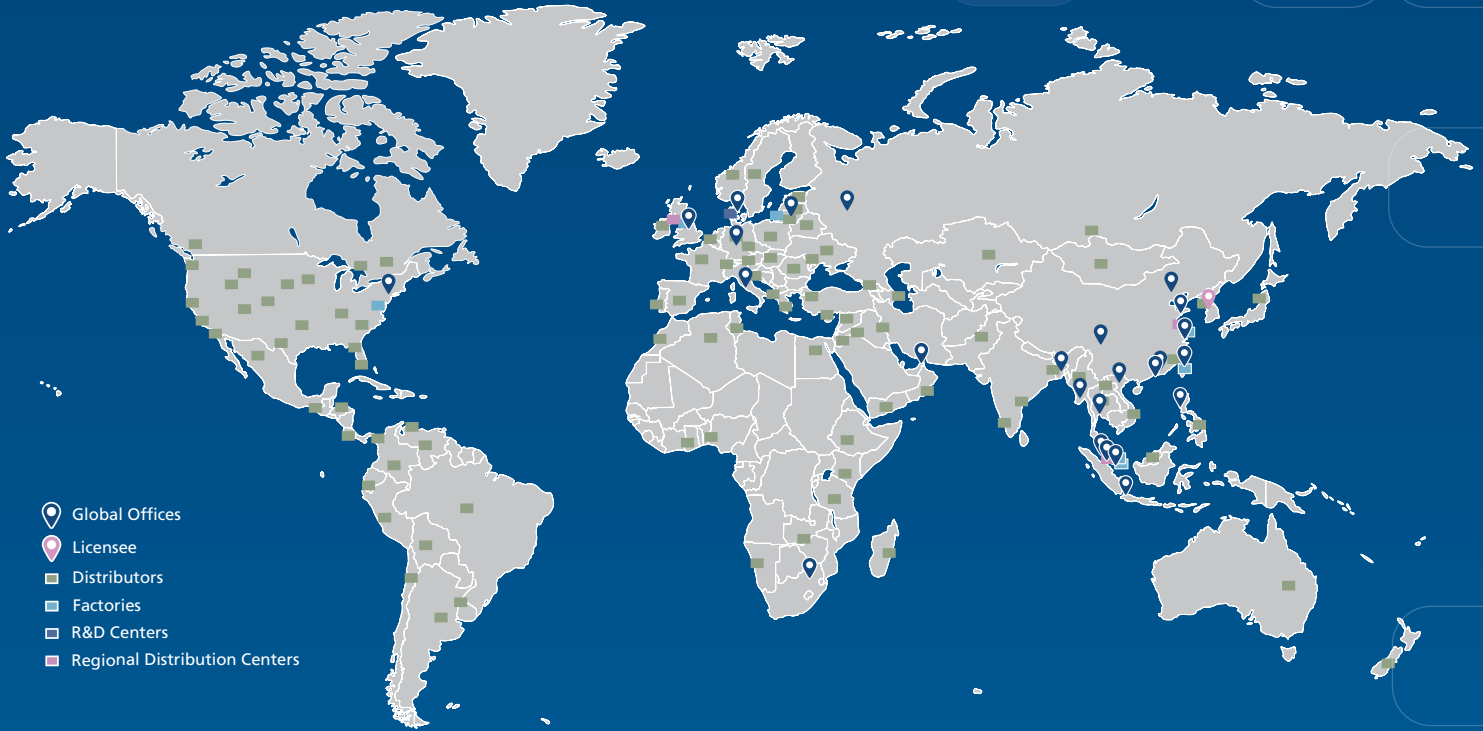 Global Offices
Licensee
Distributors
Factories
R&D Centers
Regional Distribution Centers